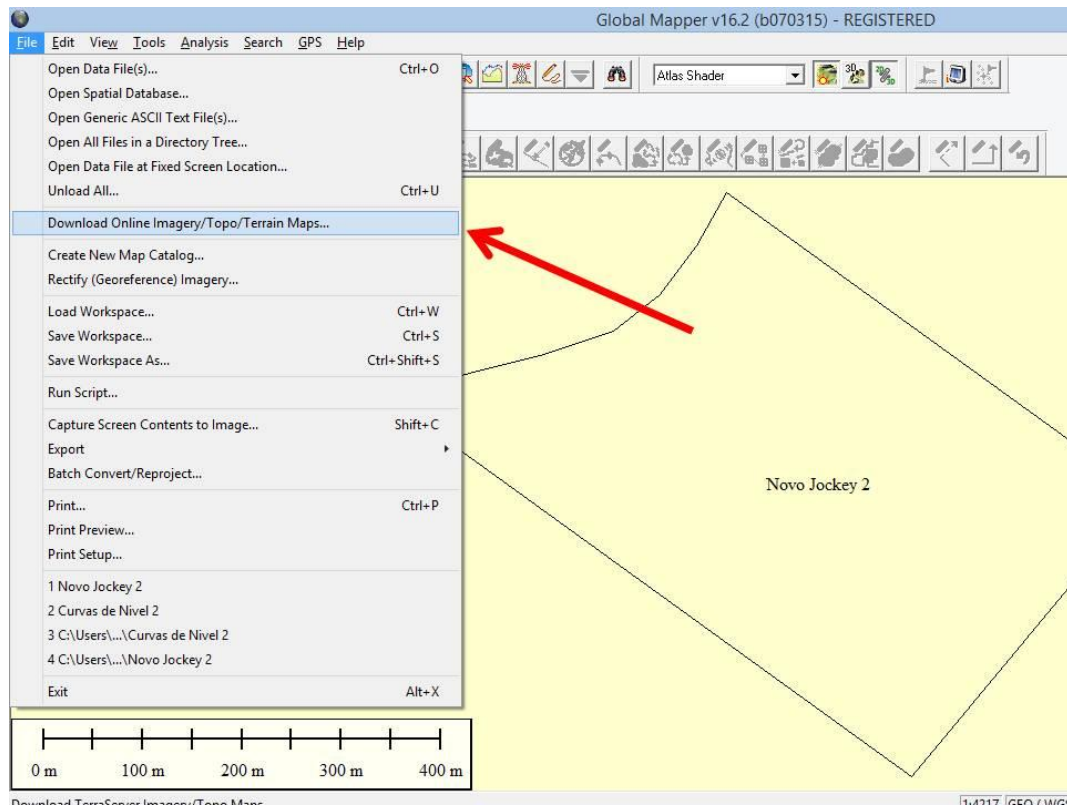 Global Mapper v16.2 (b070315) - REGISTERED
File Edit View Tools Analysis Search GPS Help
Open Data File(s)... Ctrl+O
Open Spatial Database...
Open Generic ASCII Text File(s)...
Open All Files in a Directory Tree...
Open Data File at Fixed Screen Location...
Unload All... Ctrl+U
Download Online Imagery/Topo/Terrain Maps...
Create New Map Catalog...
Rectify (Georeference) Imagery...
Load Workspace... Ctrl+W
Save Workspace... Ctrl+S
Save Workspace As... Ctrl+Shift+S
Run Script...
Capture Screen Contents to Image... Shift+C
Export
Batch Convert/Reproject...
Print... Ctrl+P
Print Preview...
Print Setup...
1 Novo Jockey 2
2 Curvas de Nivel 2
3 C:\Users\...\Curvas de Nivel 2
4 C:\Users\...\Novo Jockey 2
Exit Alt+X
Atlas Shader
3D
Novo Jockey 2
0 m 100 m 200 m 300 m 400 m
Download TerraServer Imagery/Topo Maps
1:4217 GEO / WGS